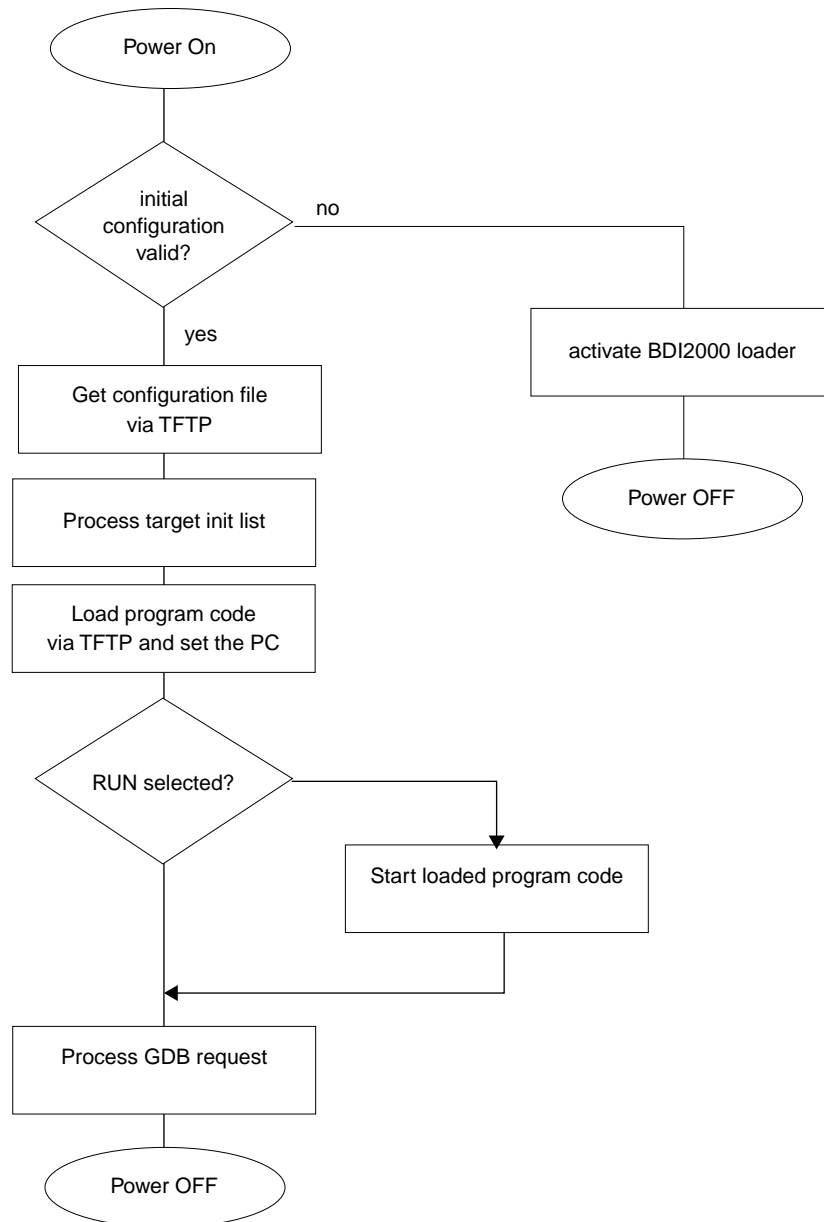 Power On
initial
configuration
valid?
no
yes
activate BDI2000 loader
Get configuration file
via TFTP
Power OFF
Process target init list
Load program code
via TFTP and set the PC
RUN selected?
Start loaded program code
Process GDB request
Power OFF